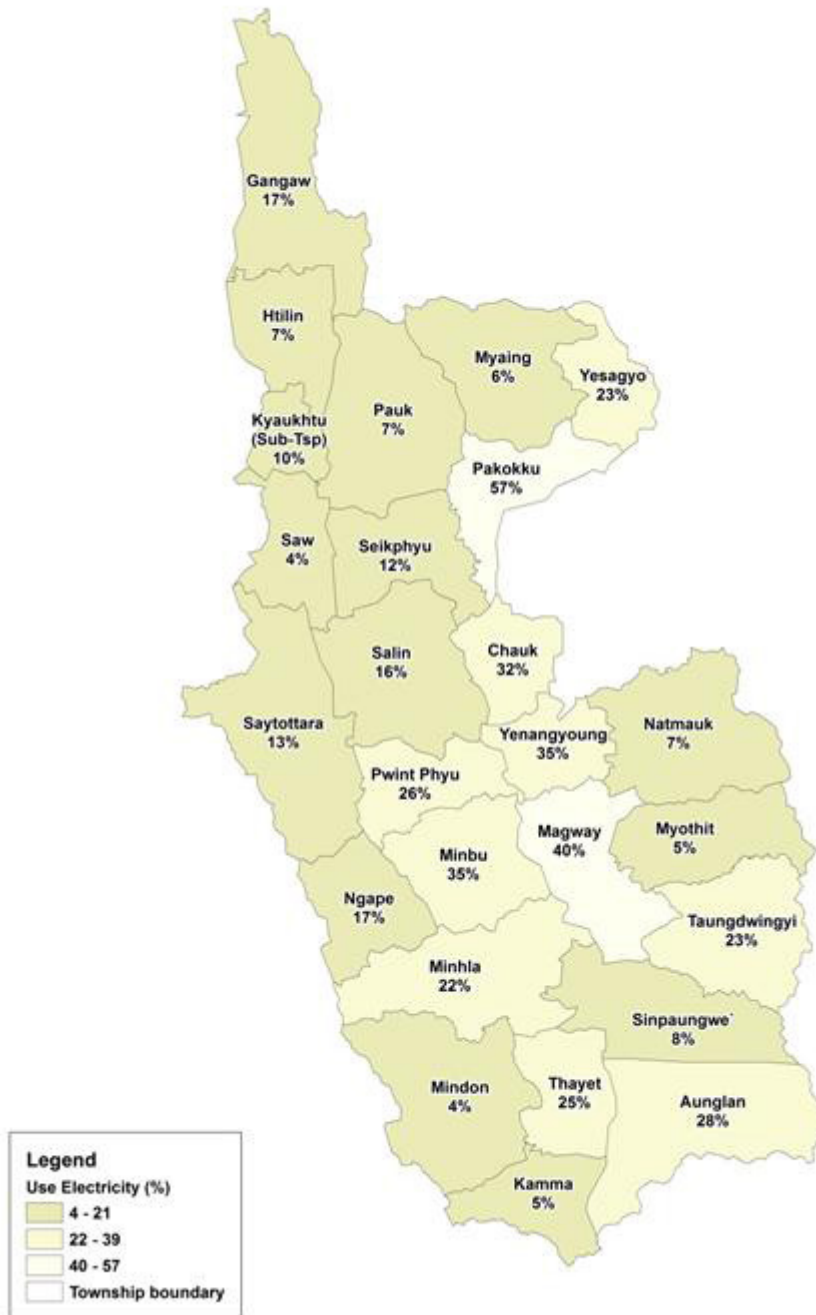 Gangaw
17%
Htilin
7%
Myaing
6%
Yesagyo
23%
Kyaukhtu
(Sub-Tsp)
10%
Pauk
7%
Pakokku
57%
Saw
4%
Seikphyu
12%
Salin
16%
Chauk
32%
Saytottara
13%
Yenangyoung
35%
Natmauk
7%
Pwint Phyu
26%
Magway
40%
Myothit
5%
Minbu
35%
Ngape
17%
Taungdwingyi
23%
Minhla
22%
Sinpaungwe`
8%
Mindon
4%
Thayet
25%
Aunglan
28%
Kamma
5%
Legend
Use Electricity (%)
4 - 21
22 - 39
40 - 57
Township boundary